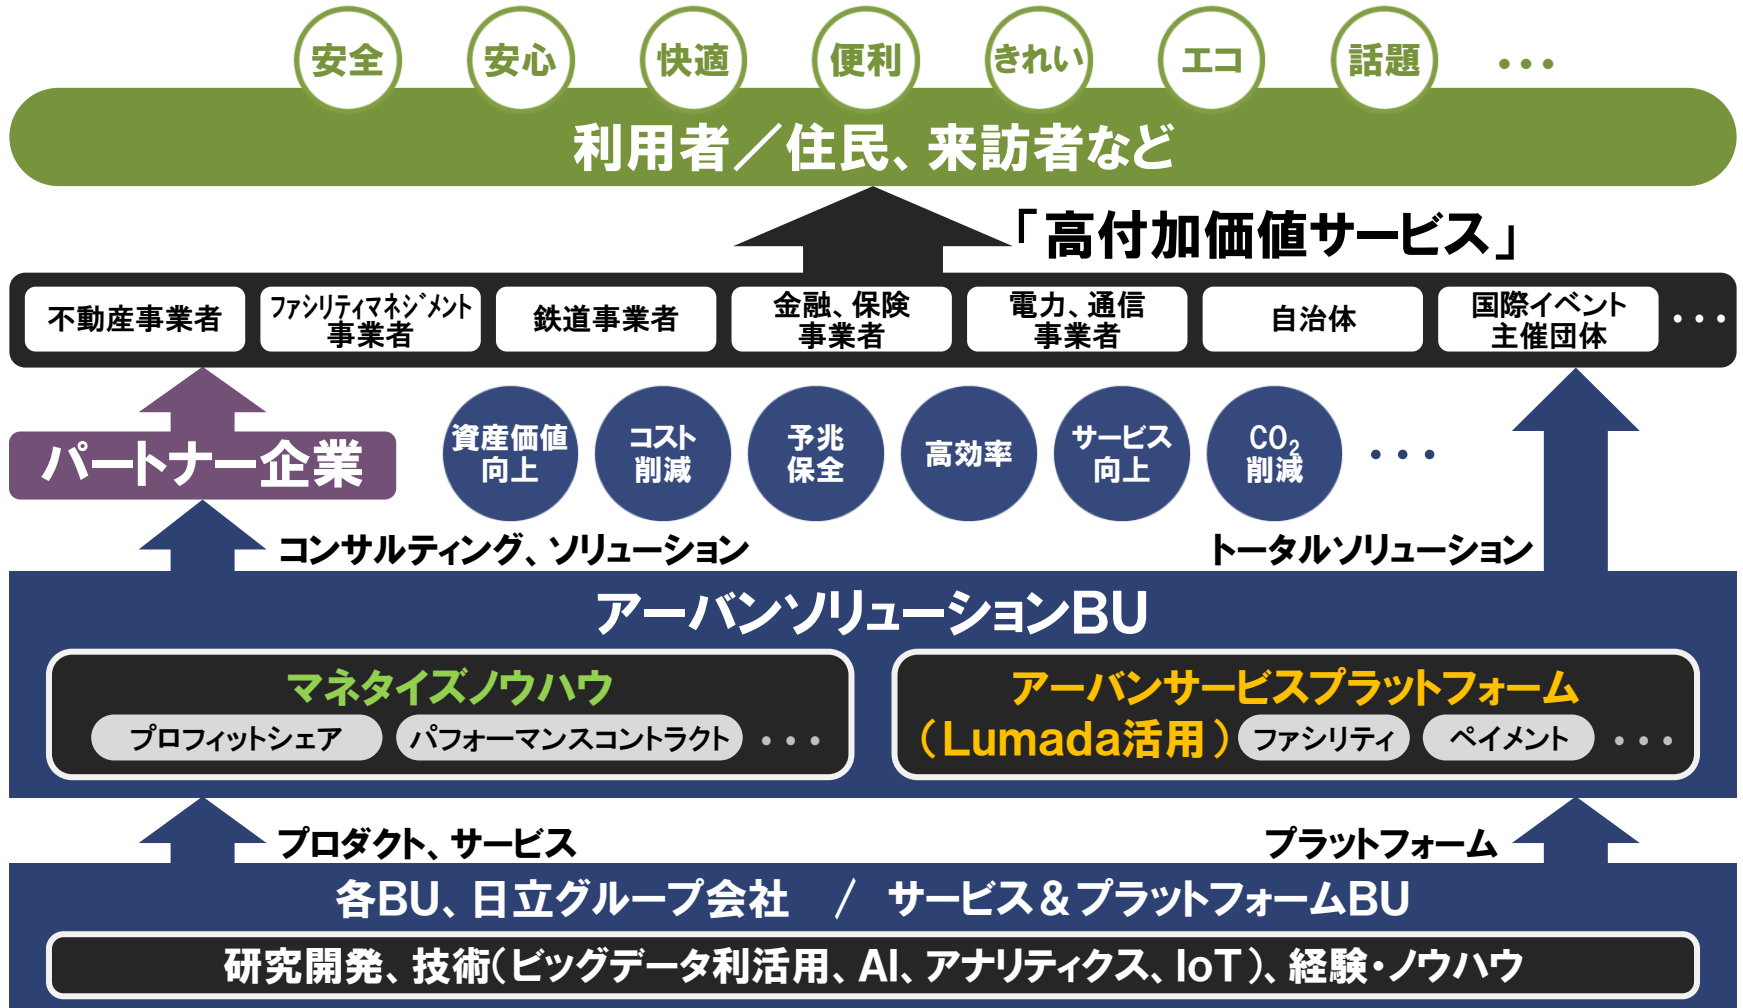 安全 安心 快適 便利 きれい エコ 話題 ・・・
利用者／住民、来訪者など
「高付加価値サービス」
不動産事業者
ファシリティマネジメント
事業者
鉄道事業者
金融、保険
事業者
電力、通信
事業者
自治体
国際イベント
主催団体
・・・
パートナー企業
資産価値
向上
コスト
削減
予兆
保全
高効率
サービス
向上
CO₂
削減
・・・
コンサルティング、ソリューション
トータルソリューション
アーバンソリューションBU
マネタイズノウハウ
プロフィットシェア パフォーマンスコントラクト ・・・
アーバンサービスプラットフォーム
（Lumada活用） ファシリティ ペイメント ・・・
プロダクト、サービス
プラットフォーム
各BU、日立グループ会社 / サービス＆プラットフォームBU
研究開発、技術（ビッグデータ利活用、AI、アナリティクス、IoT）、経験・ノウハウ